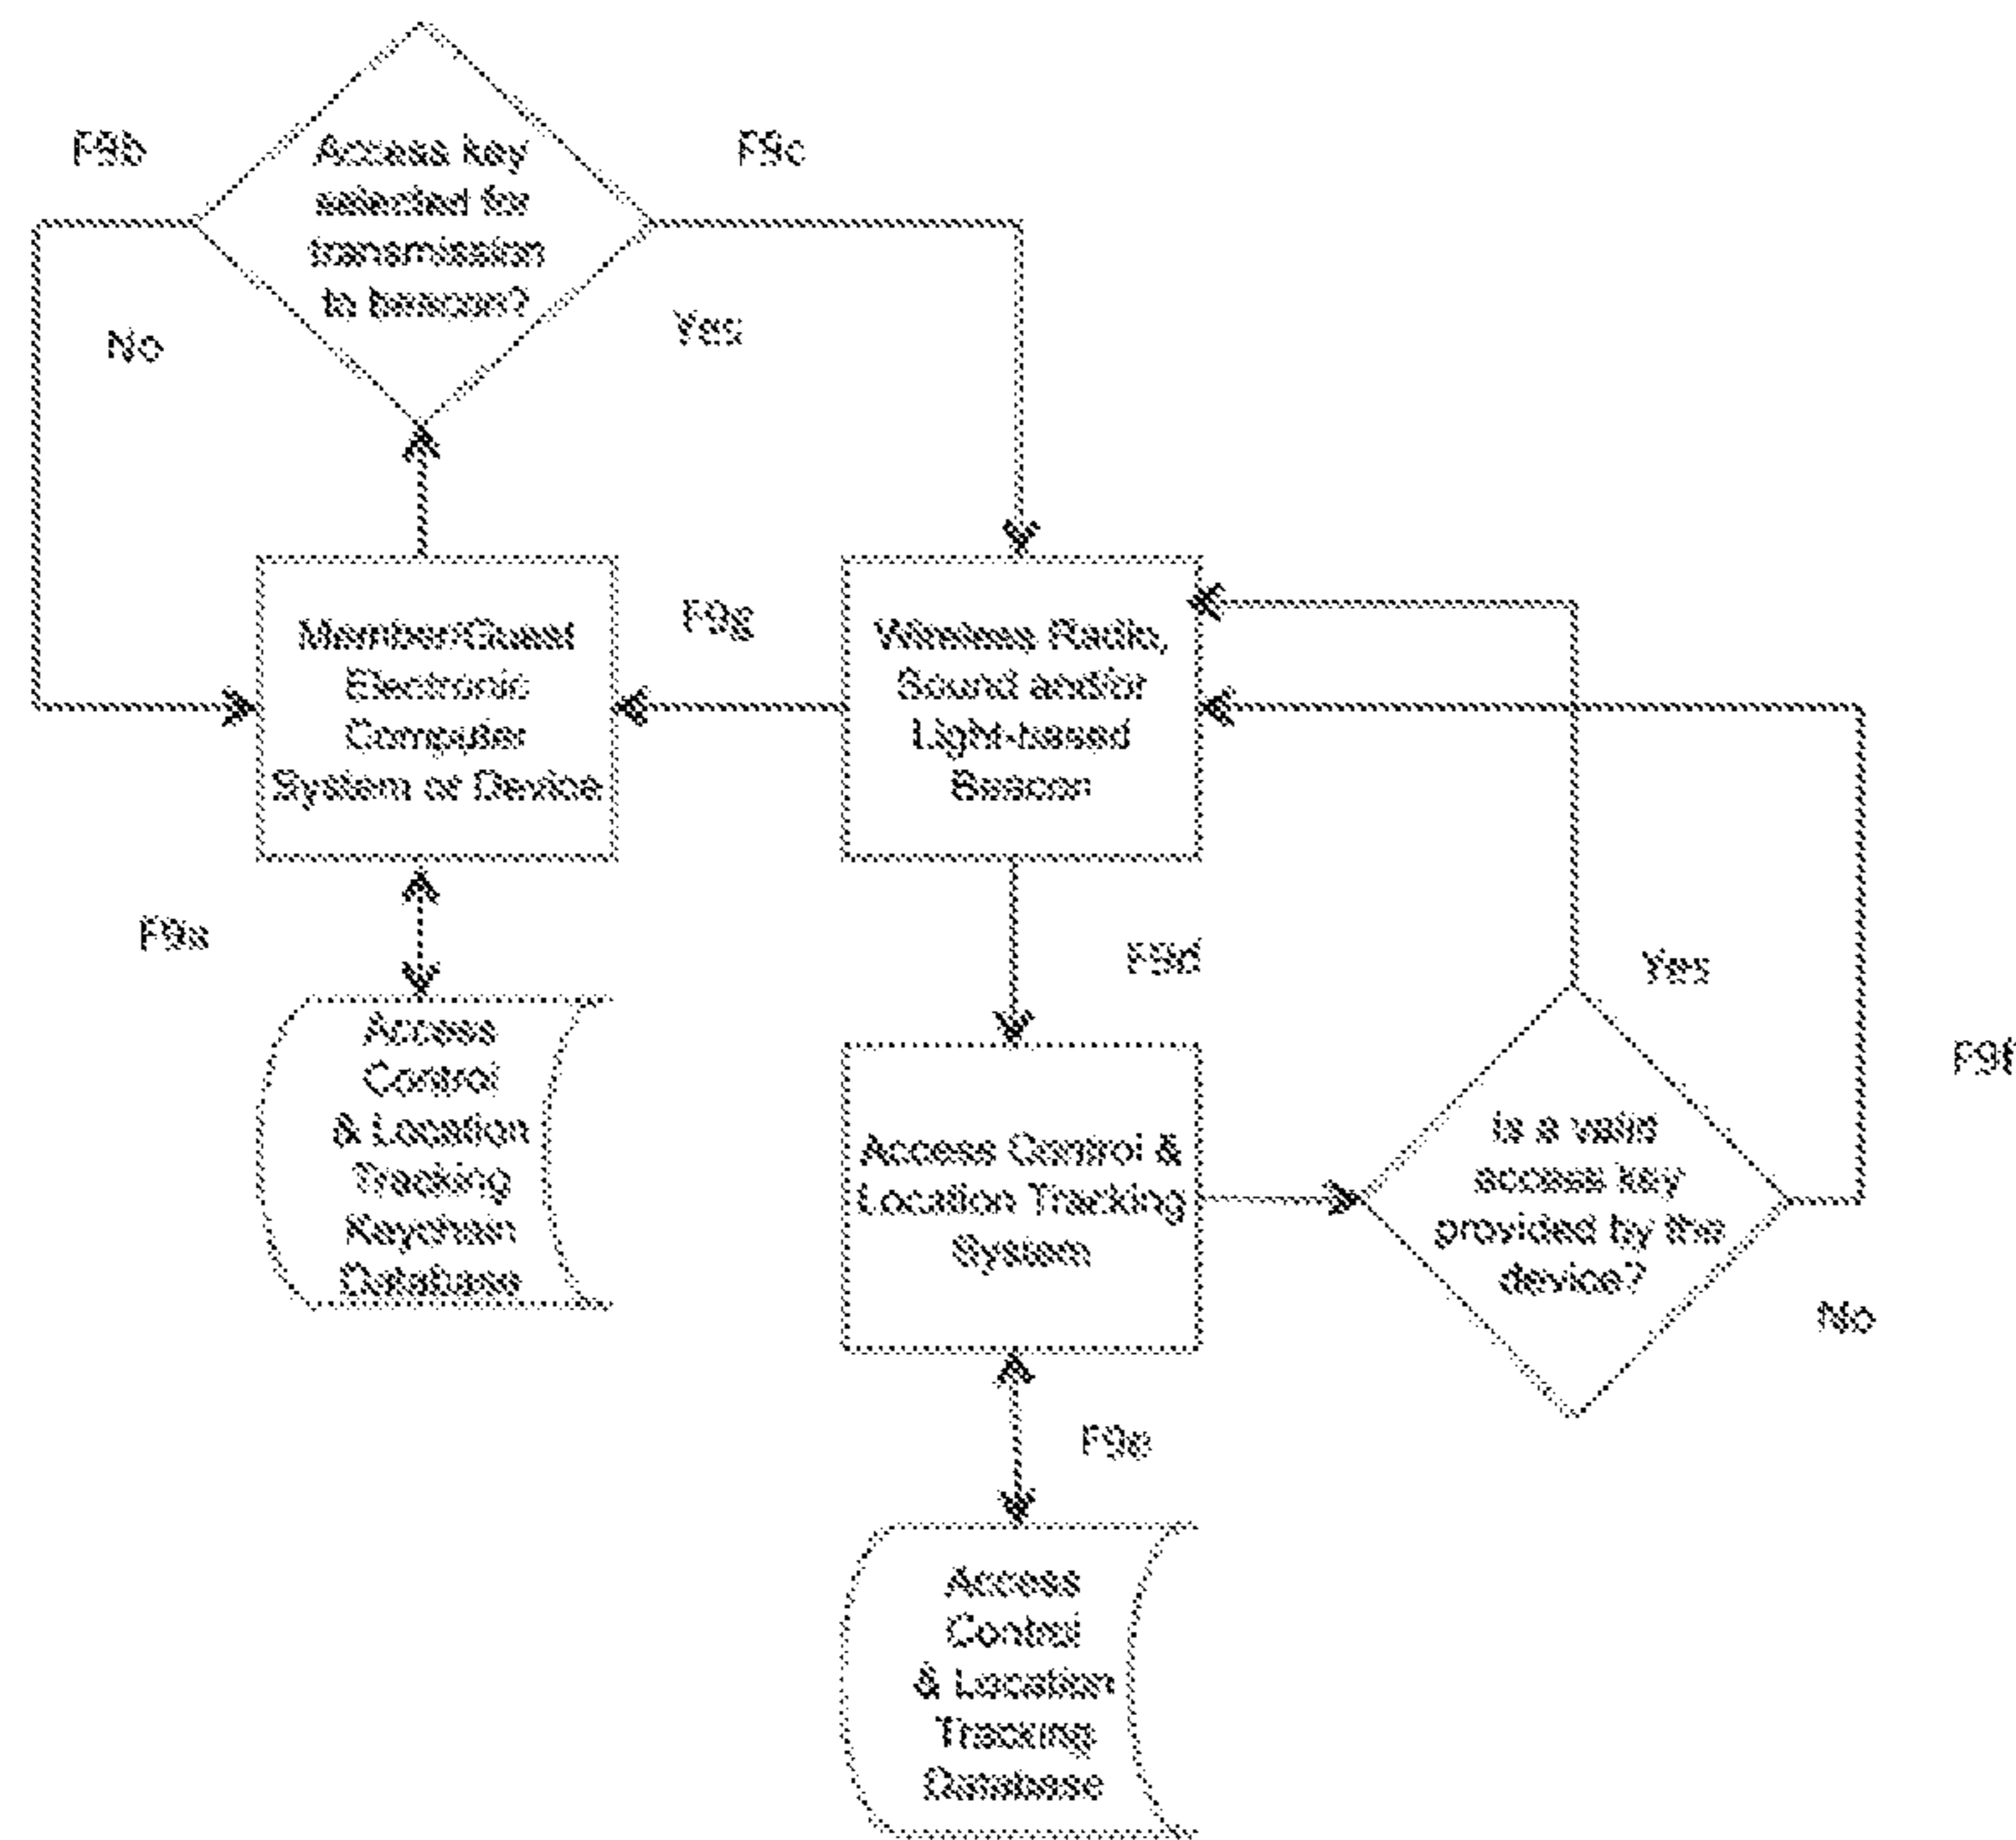 F9b
Access key
selected for
transmission
to beacon?
F9c
No
Yes
Member/Guest
Electronic
Computer
System or Device
F9g
Wireless Radio,
Sound and/or
Light-based
Beacon
F9a
F9d
Yes
Access
Control
& Location
Tracking
Keychain
Database
Access Control &
Location Tracking
System
Is a valid
access key
provided by the
device?
F9f
No
F9e
Access
Control
& Location
Tracking
Database